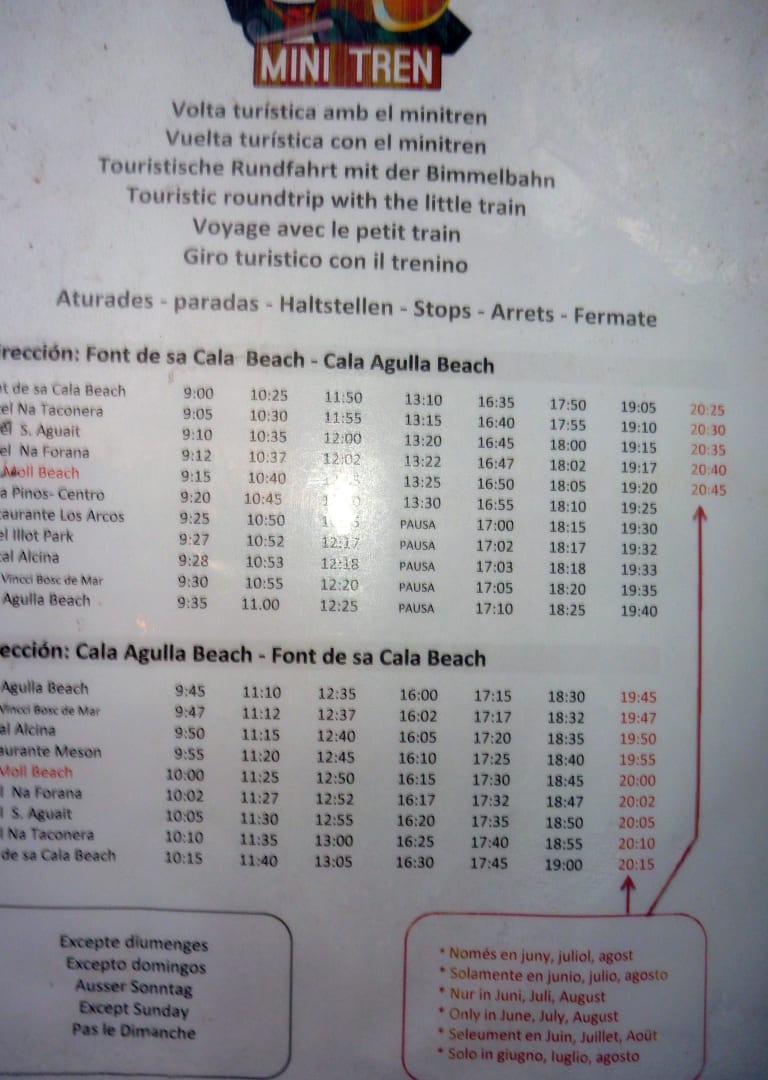 MINI TREN
Volta turística amb el minitren
Vuelta turística con el minitren
Touristische Rundfahrt mit der Bimmelbahn
Touristic roundtrip with the little train
Voyage avec le petit train
Giro turistico con il trenino
Aturades - paradas - Haltstellen - Stops - Arrets - Fermate
rección: Font de sa Cala Beach - Cala Agulla Beach
nt de sa Cala Beach 9:00 10:25 11:50 13:10 16:35 17:50 19:05 20:25
el Na Taconera 9:05 10:30 11:55 13:15 16:40 17:55 19:10 20:30
el S. Aguait 9:10 10:35 12:00 13:20 16:45 18:00 19:15 20:35
el Na Forana 9:12 10:37 12:02 13:22 16:47 18:02 19:17 20:40
Moll Beach 9:15 10:40 13:25 16:50 18:05 19:20 20:45
a Pinos- Centro 9:20 10:45 13:30 16:55 18:10 19:25
taurante Los Arcos 9:25 10:50 PAUSA 17:00 18:15 19:30
el Illot Park 9:27 10:52 12:17 PAUSA 17:02 18:17 19:32
tal Alcina 9:28 10:53 12:18 PAUSA 17:03 18:18 19:33
Vincci Bosc de Mar 9:30 10:55 12:20 PAUSA 17:05 18:20 19:35
Agulla Beach 9:35 11.00 12:25 PAUSA 17:10 18:25 19:40
ección: Cala Agulla Beach - Font de sa Cala Beach
Agulla Beach 9:45 11:10 12:35 16:00 17:15 18:30 19:45
Vincci Bosc de Mar 9:47 11:12 12:37 16:02 17:17 18:32 19:47
al Alcina 9:50 11:15 12:40 16:05 17:20 18:35 19:50
aurante Meson 9:55 11:20 12:45 16:10 17:25 18:40 19:55
Moll Beach 10:00 11:25 12:50 16:15 17:30 18:45 20:00
l Na Forana 10:02 11:27 12:52 16:17 17:32 18:47 20:02
l S. Aguait 10:05 11:30 12:55 16:20 17:35 18:50 20:05
l Na Taconera 10:10 11:35 13:00 16:25 17:40 18:55 20:10
de sa Cala Beach 10:15 11:40 13:05 16:30 17:45 19:00 20:15
Excepte diumenges
Excepto domingos
Ausser Sonntag
Except Sunday
Pas le Dimanche
* Només en juny, juliol, agost
* Solamente en junio, julio, agosto
* Nur in Juni, Juli, August
* Only in June, July, August
* Seleument en Juin, Juillet, Août
* Solo in giugno, luglio, agosto